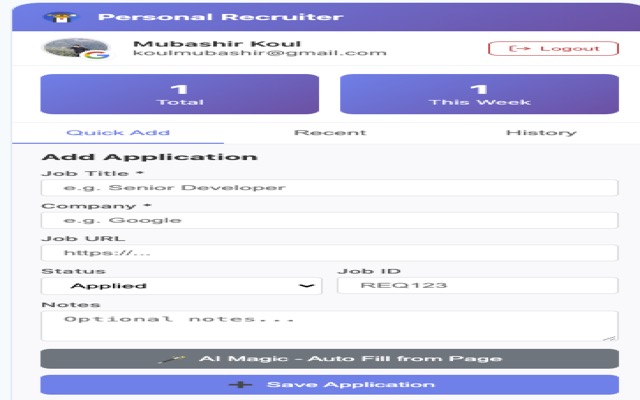 Personal Recruiter
Mubashir Koul
koulmubashir@gmail.com
Logout
1
Total
1
This Week
Quick Add
Recent
History
Add Application
Job Title *
e.g. Senior Developer
Company *
e.g. Google
Job URL
https://...
Status
Job ID
Applied
REQ123
Notes
Optional notes...
AI Magic - Auto Fill from Page
Save Application